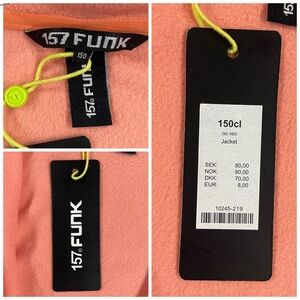 157 FUNK
150
157 FUNK
157 FUNK
150cl
(90-160)
Jacket
SEK: 80,00
NOK: 80,00
DKK: 70,00
EUR: 8,00
10245-219